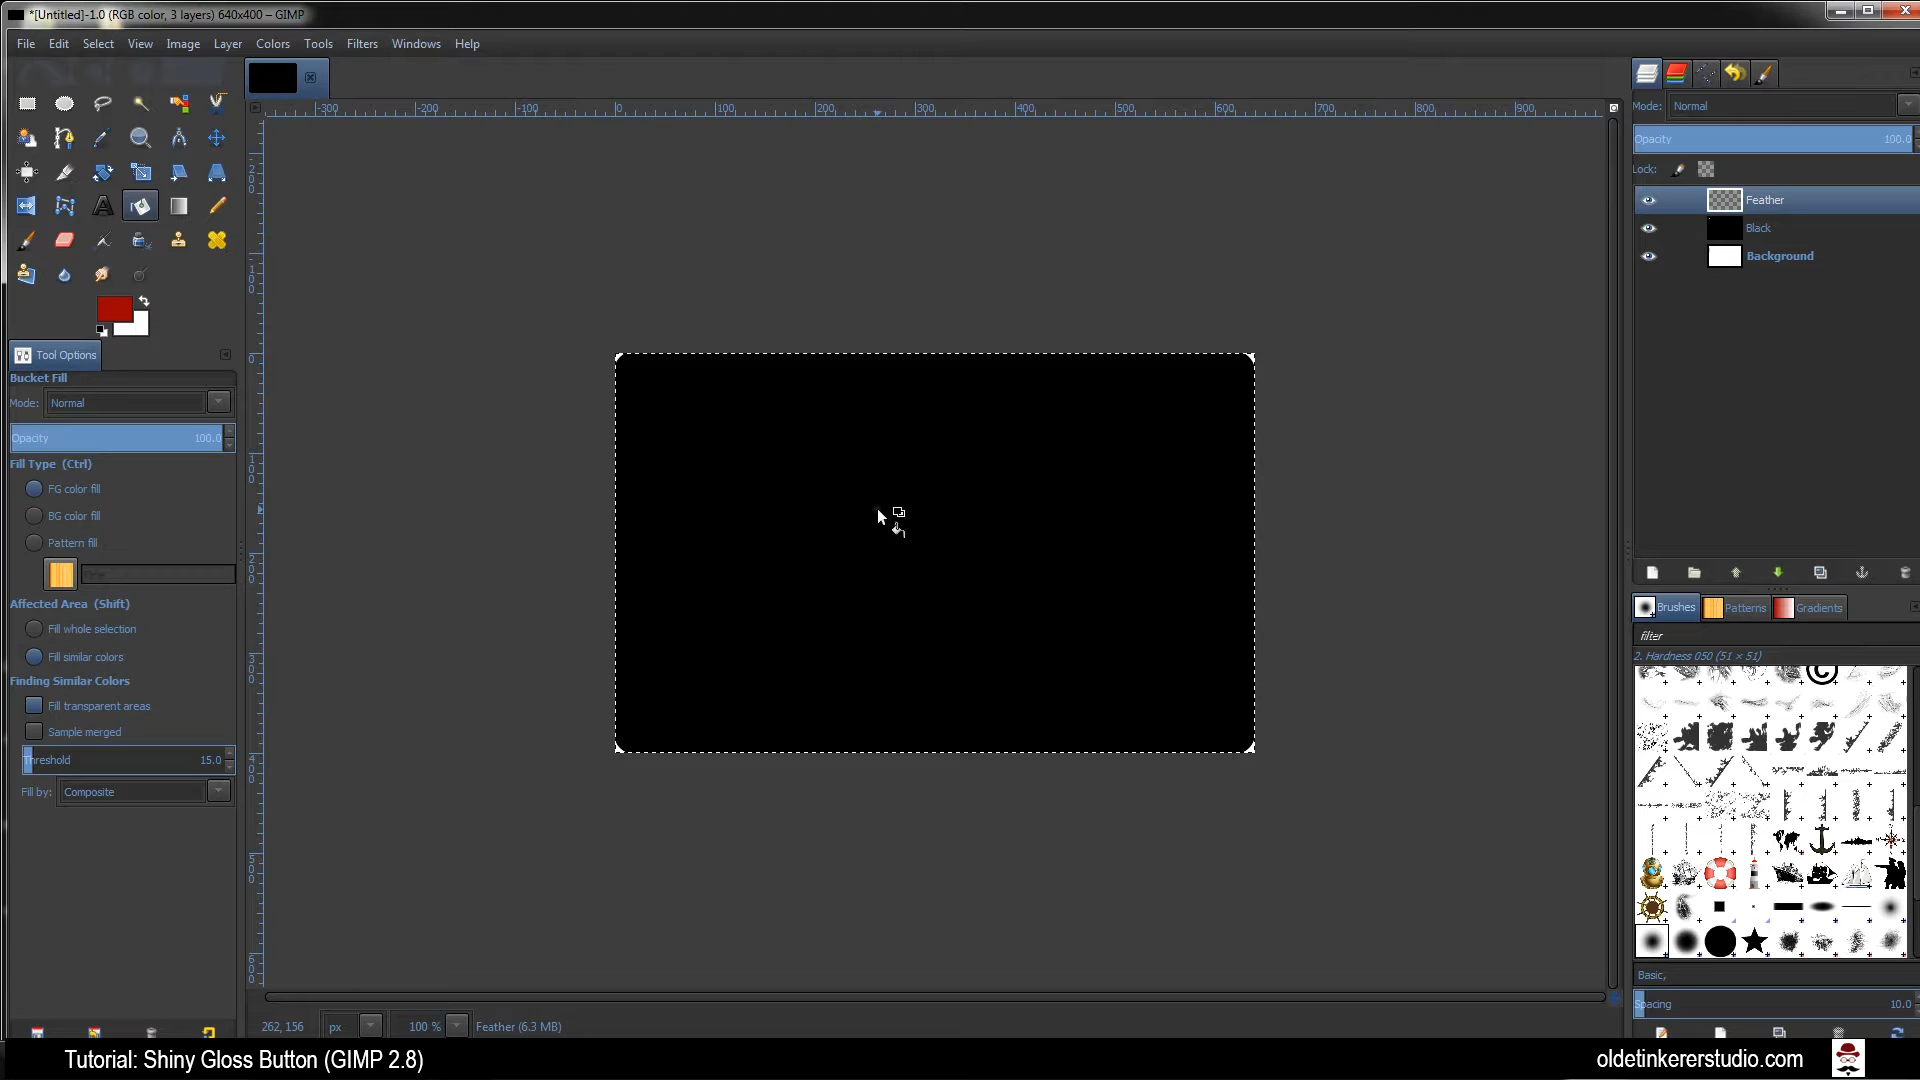 *[Untitled]-1.0 (RGB color, 3 layers) 640x400 – GIMP
File Edit Select View Image Layer Colors Tools Filters Windows Help
-300 -200 -100 0 100 200 300 400 500 600 700 800 900
Mode: Normal
Opacity 100.0
Lock:
Feather
Black
Background
Tool Options
Bucket Fill
Mode: Normal
Opacity 100.0
Fill Type (Ctrl)
FG color fill
BG color fill
Pattern fill
Affected Area (Shift)
Fill whole selection
Fill similar colors
Finding Similar Colors
Fill transparent areas
Sample merged
Threshold 15.0
Fill by: Composite
Brushes Patterns Gradients
filter
2. Hardness 050 (51 × 51)
Basic,
Spacing 10.0
262, 156 px 100 % Feather (6.3 MB)
Tutorial: Shiny Gloss Button (GIMP 2.8)
oldetinkererstudio.com